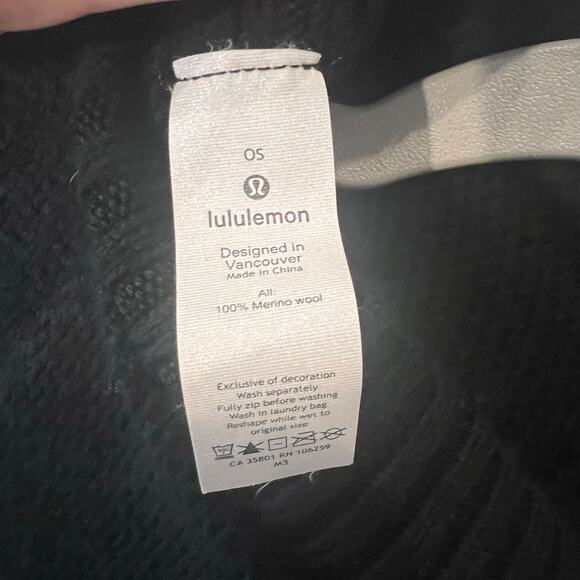 OS
lululemon
Designed in
Vancouver
Made in China
All:
100% Merino wool
Exclusive of decoration
Wash separately
Fully zip before washing
Wash in laundry bag
Reshape while wet to
original size
CA 35801 RN 106259
M3